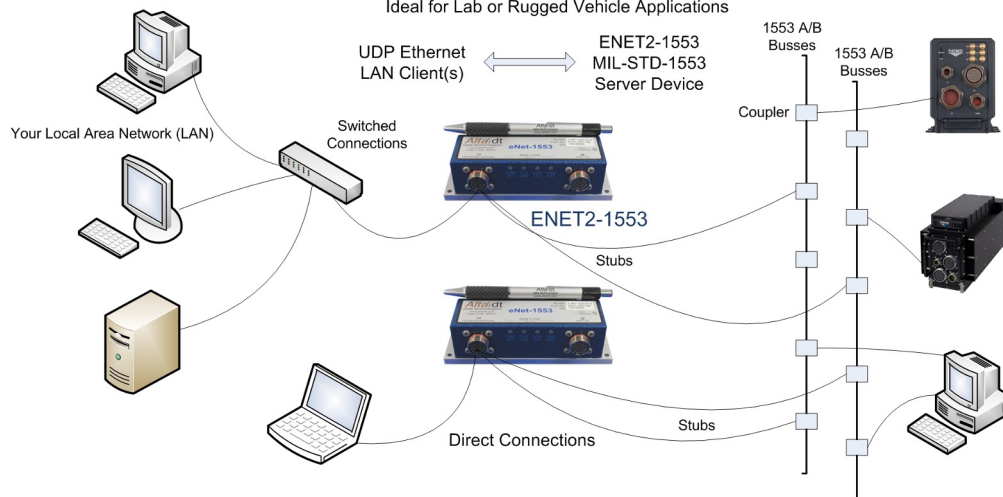 Ideal for Lab or Rugged Vehicle Applications
UDP Ethernet
LAN Client(s)
ENET2-1553
MIL-STD-1553
Server Device
1553 A/B
Busses
1553 A/B
Busses
Coupler
Your Local Area Network (LAN)
Switched
Connections
Alta dt
eNet-1553
ENET2-1553
Stubs
Alta dt
eNet-1553
Direct Connections
Stubs